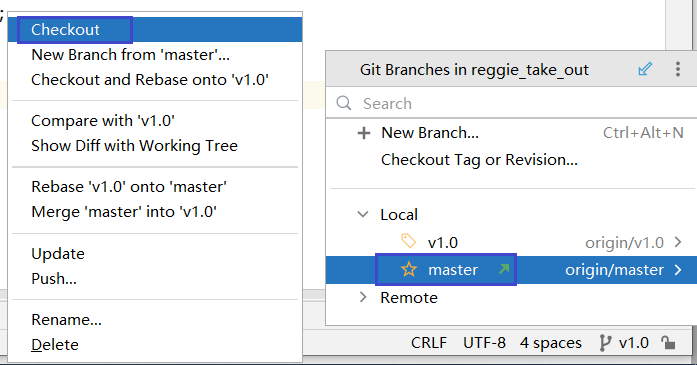 ;
Checkout
New Branch from 'master'...
Checkout and Rebase onto 'v1.0'
Compare with 'v1.0'
Show Diff with Working Tree
Rebase 'v1.0' onto 'master'
Merge 'master' into 'v1.0'
Update
Push...
Rename...
Delete
Git Branches in reggie_take_out
Search
New Branch... Ctrl+Alt+N
Checkout Tag or Revision...
Local
v1.0 origin/v1.0
master origin/master
Remote
CRLF UTF-8 4 spaces v1.0